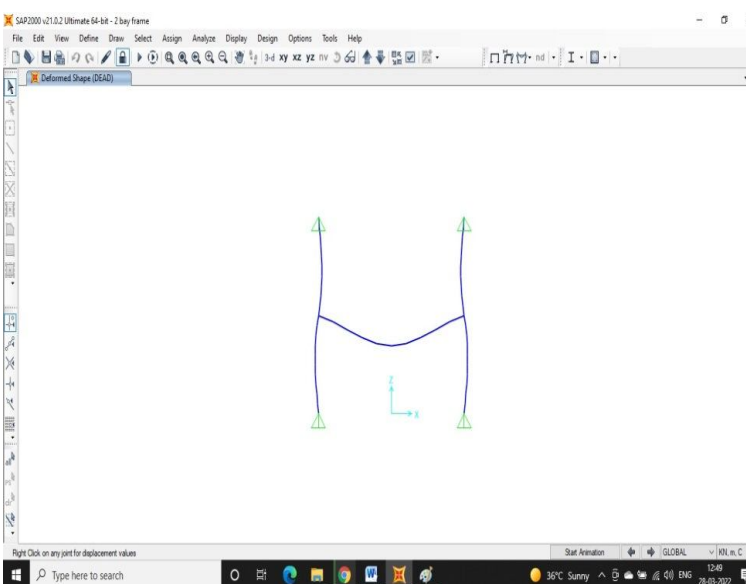 SAP2000 v21.0.2 Ultimate 64-bit - 2 bay frame
File Edit View Define Draw Select Assign Analyze Display Design Options Tools Help
3-d xy xz yz nv nd
Deformed Shape (DEAD)
Z
X
Right Click on any joint for displacement values
Start Animation GLOBAL KN, m, C
Type here to search
36°C Sunny ENG
12:49
28-03-2022